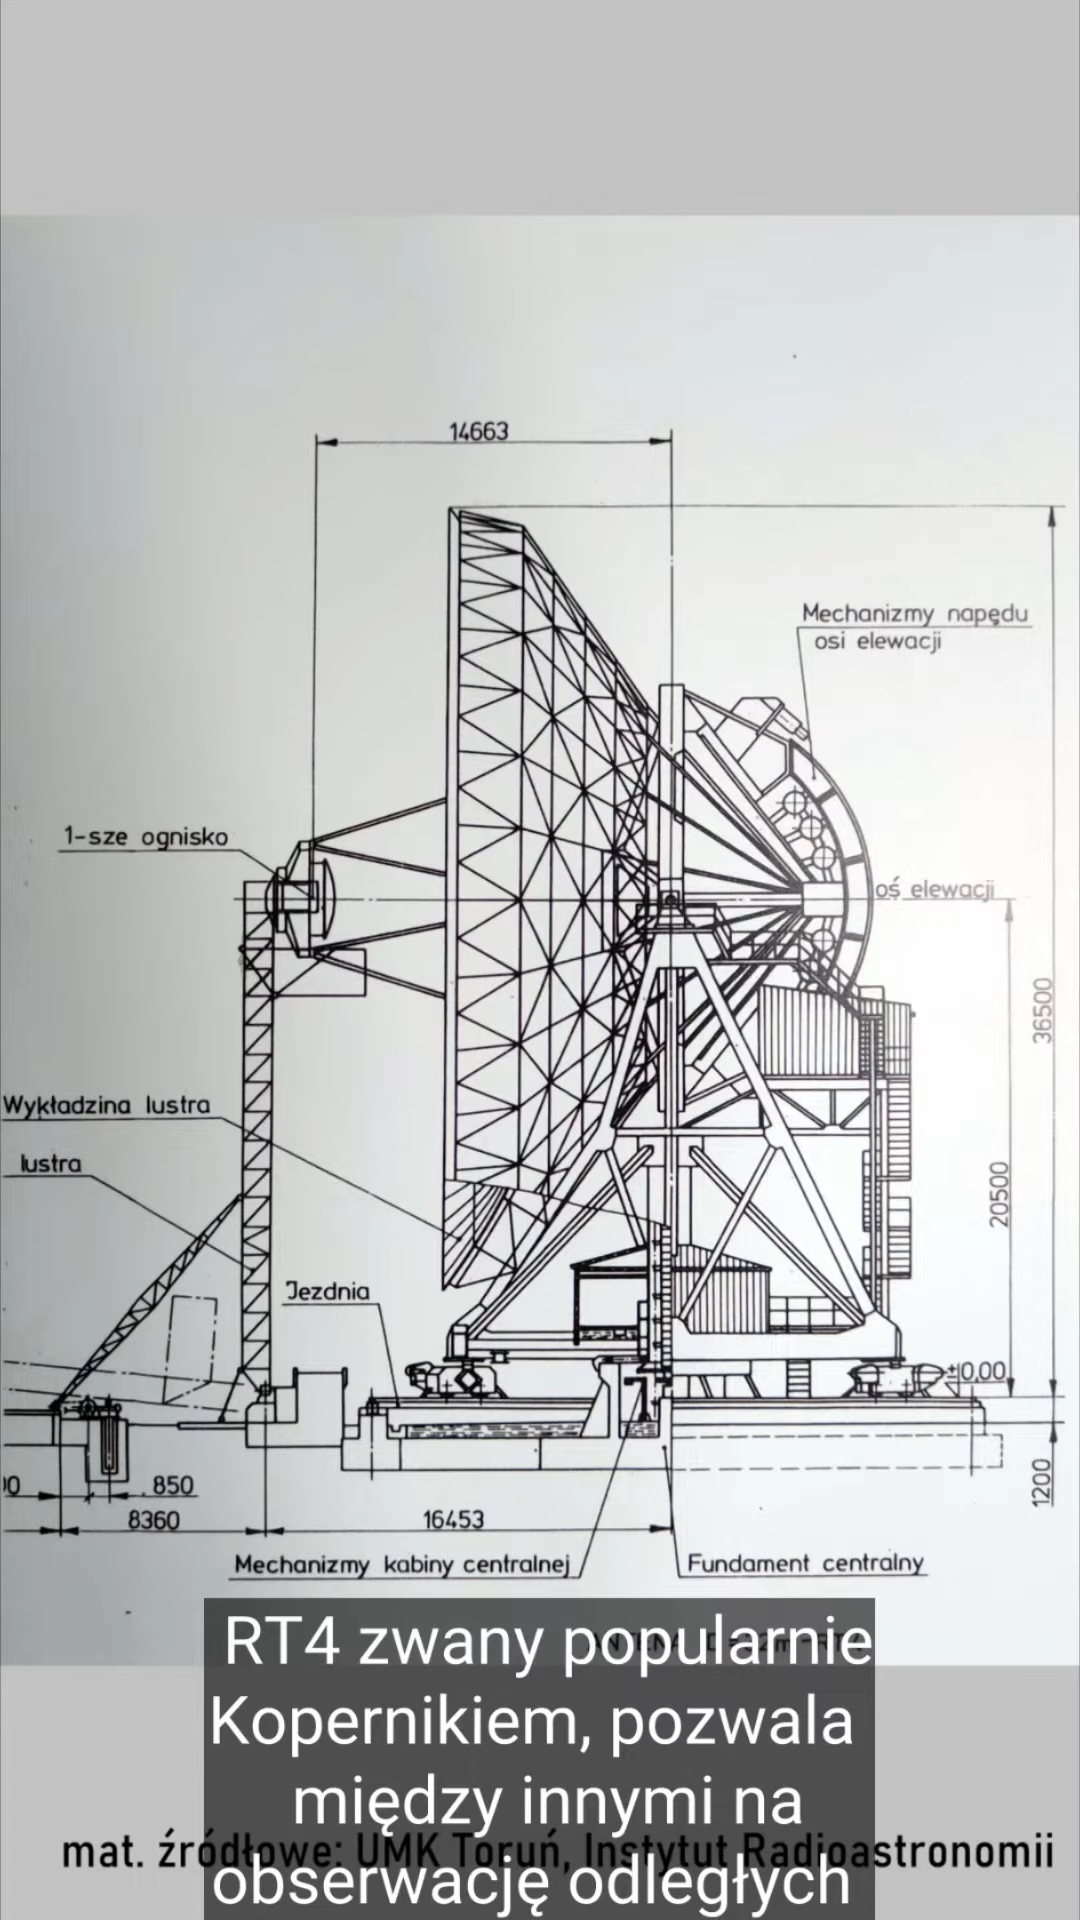 14663
Mechanizmy napędu
osi elewacji
1-sze ognisko
oś elewacji
36500
Wykładzina lustra
lustra
20500
Jezdnia
±0,00
850
8360
16453
1200
Mechanizmy kabiny centralnej
Fundament centralny
RT4 zwany popularnie
Kopernikiem, pozwala
między innymi na
mat. źródłowe: UMK Toruń, Instytut Radioastronomii
obserwację odległych